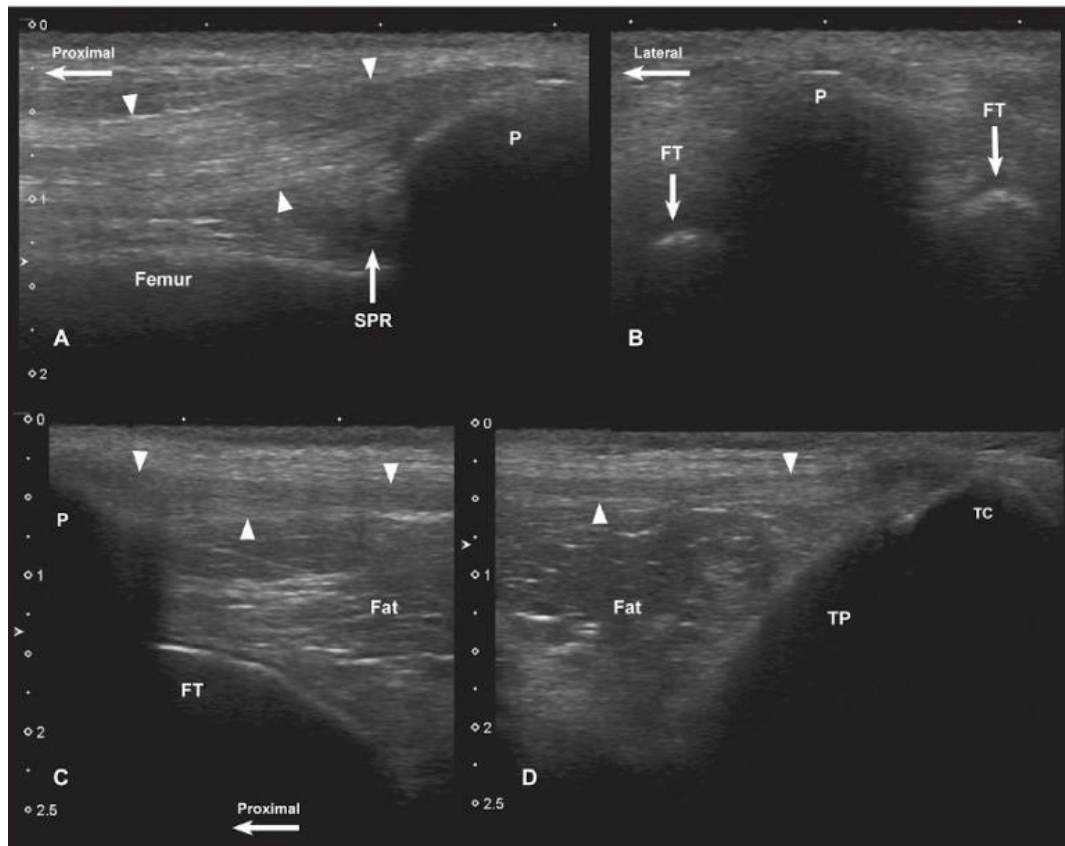 0
Proximal
P
1
Femur
SPR
A
2
Lateral
P
FT
FT
B
0
P
1
Fat
FT
2
C
2.5
Proximal
0
TC
1
Fat
TP
2
D
2.5